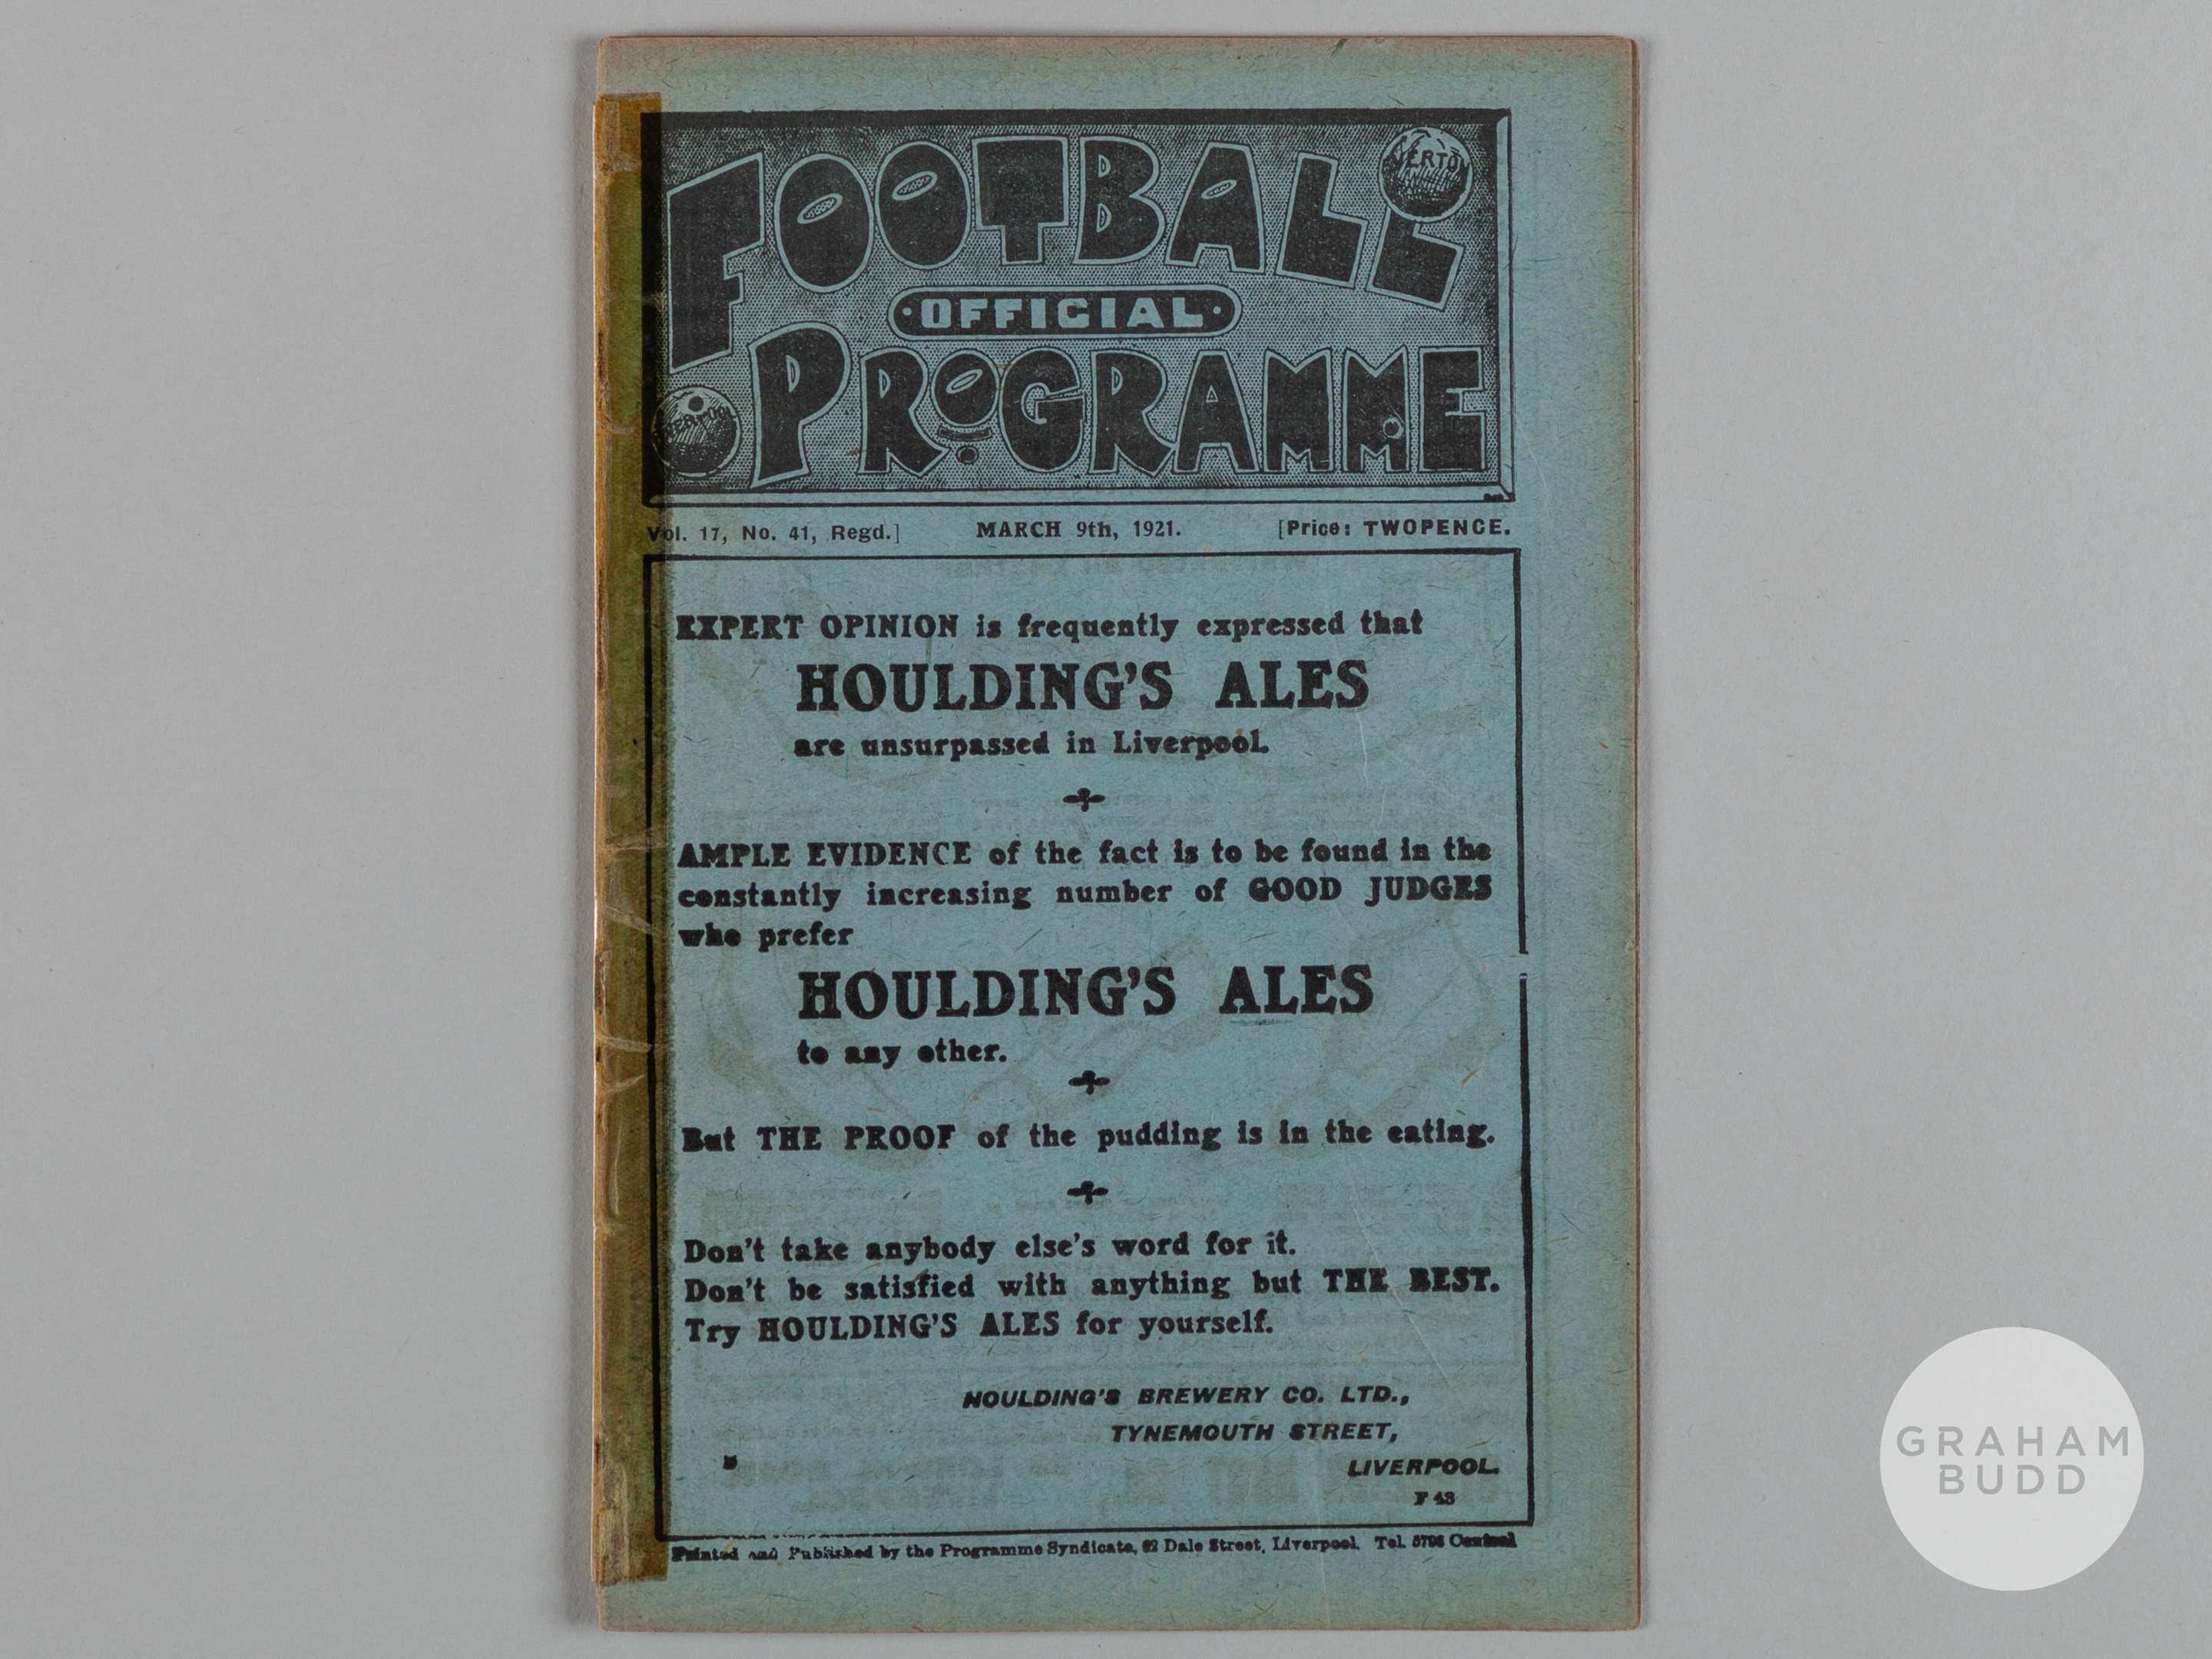 FOOTBALL
OFFICIAL
PROGRAMME
Vol. 17, No. 41, Regd.] MARCH 9th, 1921. [Price: TWOPENCE.
EXPERT OPINION is frequently expressed that
HOULDING'S ALES
are unsurpassed in Liverpool.
AMPLE EVIDENCE of the fact is to be found in the
constantly increasing number of GOOD JUDGES
who prefer
HOULDING'S ALES
to any other.
But THE PROOF of the pudding is in the eating.
Don't take anybody else's word for it.
Don't be satisfied with anything but THE BEST.
Try HOULDING'S ALES for yourself.
HOULDING'S BREWERY CO. LTD.,
TYNEMOUTH STREET,
LIVERPOOL.
F 43
Printed and Published by the Programme Syndicate, 62 Dale Street, Liverpool. Tel. 5796 Central
GRAHAM
BUDD